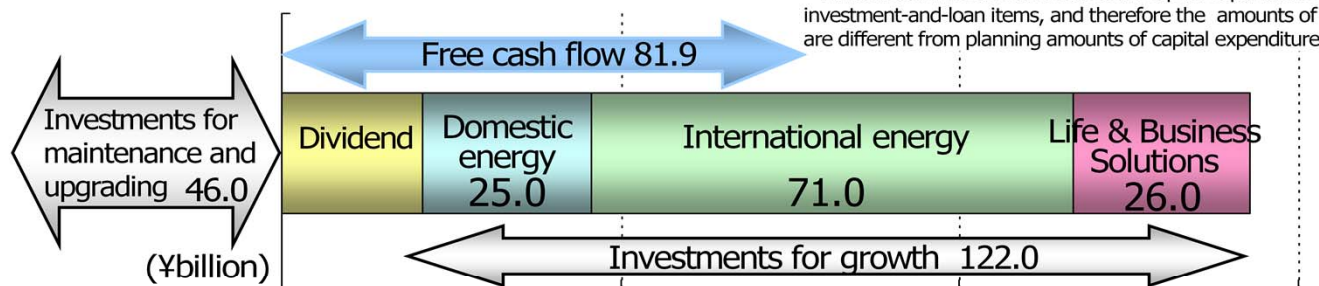 investment-and-loan items, and therefore the amounts of
are different from planning amounts of capital expenditure
Free cash flow 81.9
Investments for
maintenance and
upgrading 46.0
Dividend
Domestic
energy
25.0
International energy
71.0
Life & Business
Solutions
26.0
Investments for growth 122.0
(¥billion)